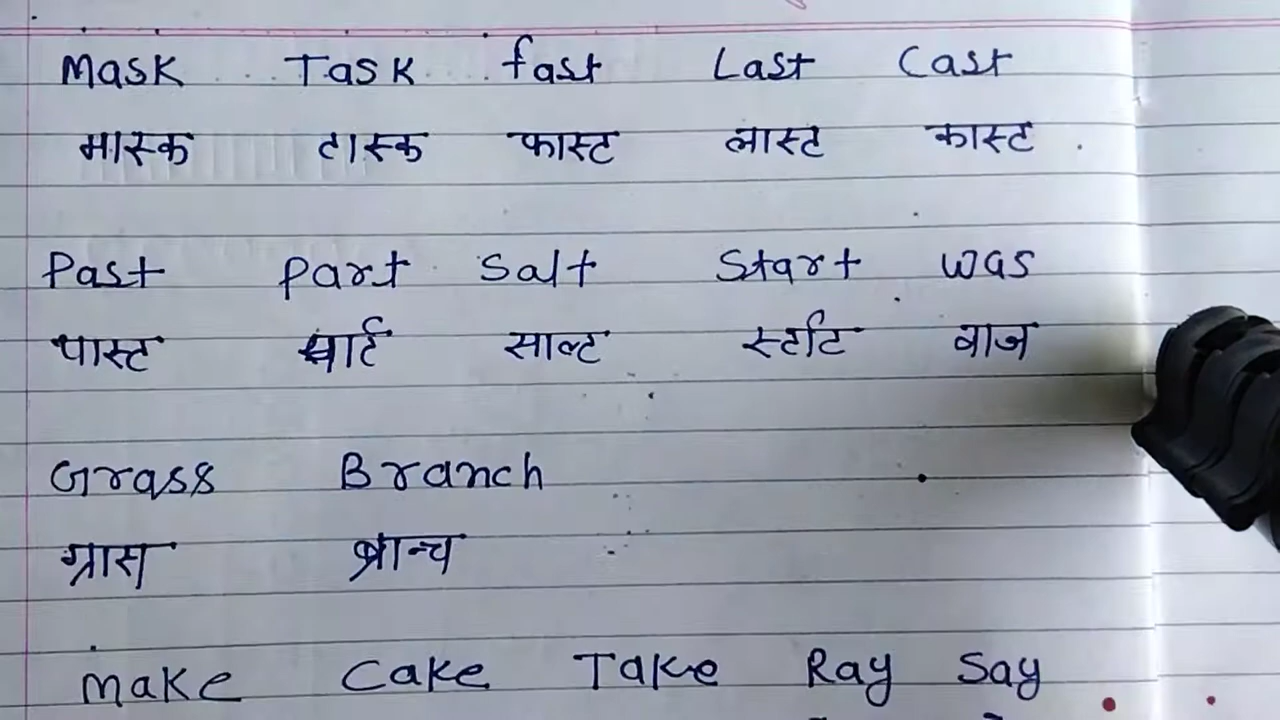 Mask Task fast Last Cast
मास्क टास्क फास्ट लास्ट कास्ट
Past Part Salt Start was
पास्ट पार्ट साल्ट स्टार्ट वाज
Grass Branch
ग्रास ब्रान्च
Make Cake Take Ray Say